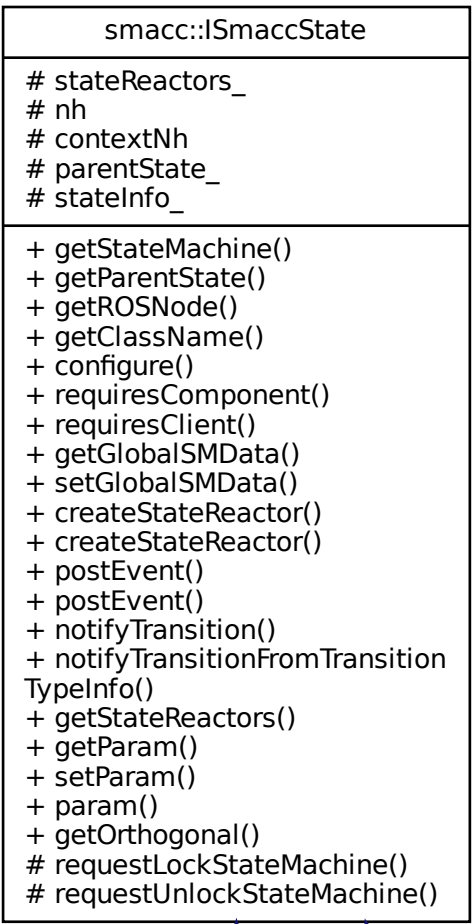 smacc::ISmaccState
# stateReactors_
# nh
# contextNh
# parentState_
# stateInfo_
+ getStateMachine()
+ getParentState()
+ getROSNode()
+ getClassName()
+ configure()
+ requiresComponent()
+ requiresClient()
+ getGlobalSMData()
+ setGlobalSMData()
+ createStateReactor()
+ createStateReactor()
+ postEvent()
+ postEvent()
+ notifyTransition()
+ notifyTransitionFromTransition
TypeInfo()
+ getStateReactors()
+ getParam()
+ setParam()
+ param()
+ getOrthogonal()
# requestLockStateMachine()
# requestUnlockStateMachine()